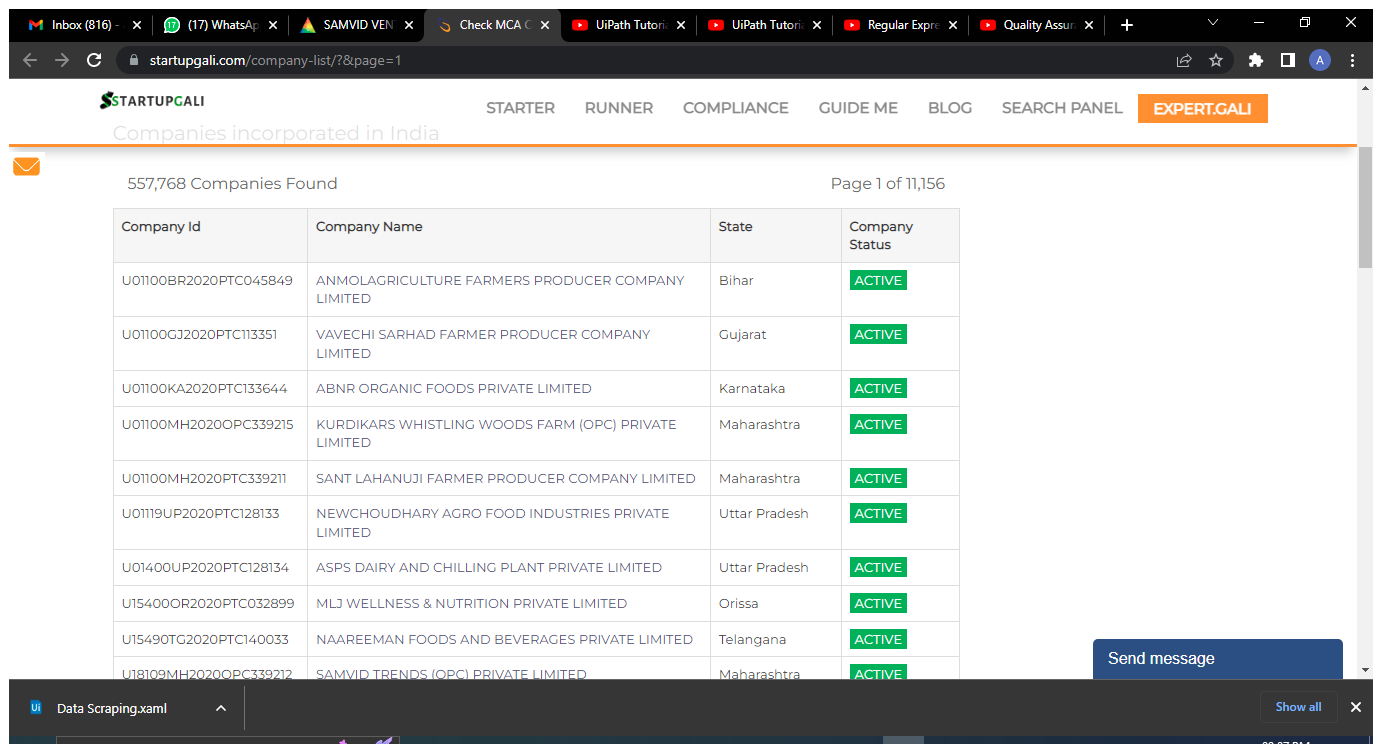 Inbox (816) -
(17) WhatsAp
SAMVID VEN
Check MCA C
UiPath Tutoria
UiPath Tutoria
Regular Expre
Quality Assura
startupgali.com/company-list/?&page=1
A
STARTUPGALI
STARTER RUNNER COMPLIANCE GUIDE ME BLOG SEARCH PANEL EXPERT.GALI
Companies incorporated in India
557,768 Companies Found Page 1 of 11,156
Company Id Company Name State Company
Status
U01100BR2020PTC045849 ANMOLAGRICULTURE FARMERS PRODUCER COMPANY Bihar ACTIVE
LIMITED
U01100GJ2020PTC113351 VAVECHI SARHAD FARMER PRODUCER COMPANY Gujarat ACTIVE
LIMITED
U01100KA2020PTC133644 ABNR ORGANIC FOODS PRIVATE LIMITED Karnataka ACTIVE
U01100MH2020OPC339215 KURDIKARS WHISTLING WOODS FARM (OPC) PRIVATE Maharashtra ACTIVE
LIMITED
U01100MH2020PTC339211 SANT LAHANUJI FARMER PRODUCER COMPANY LIMITED Maharashtra ACTIVE
U01119UP2020PTC128133 NEWCHOUDHARY AGRO FOOD INDUSTRIES PRIVATE Uttar Pradesh ACTIVE
LIMITED
U01400UP2020PTC128134 ASPS DAIRY AND CHILLING PLANT PRIVATE LIMITED Uttar Pradesh ACTIVE
U15400OR2020PTC032899 MLJ WELLNESS & NUTRITION PRIVATE LIMITED Orissa ACTIVE
U15490TG2020PTC140033 NAAREEMAN FOODS AND BEVERAGES PRIVATE LIMITED Telangana ACTIVE
U18109MH2020OPC339212 SAMVID TRENDS (OPC) PRIVATE LIMITED Maharashtra ACTIVE
Send message
Ui Data Scraping.xaml Show all